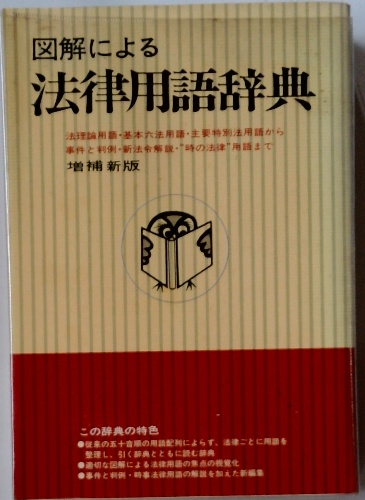 図解による
法律用語辞典
法理論用語・基本六法用語・主要特別法用語から
事件と判例・新法令解説・“時の法律”用語まで
増補新版
この辞典の特色
●従来の五十音順の用語配列によらず、法律ごとに用語を
整理し、引く辞典とともに読む辞典
●適切な図解による法律用語の焦点の視覚化
●事件と判例・時事法律用語の解説を加えた新編集